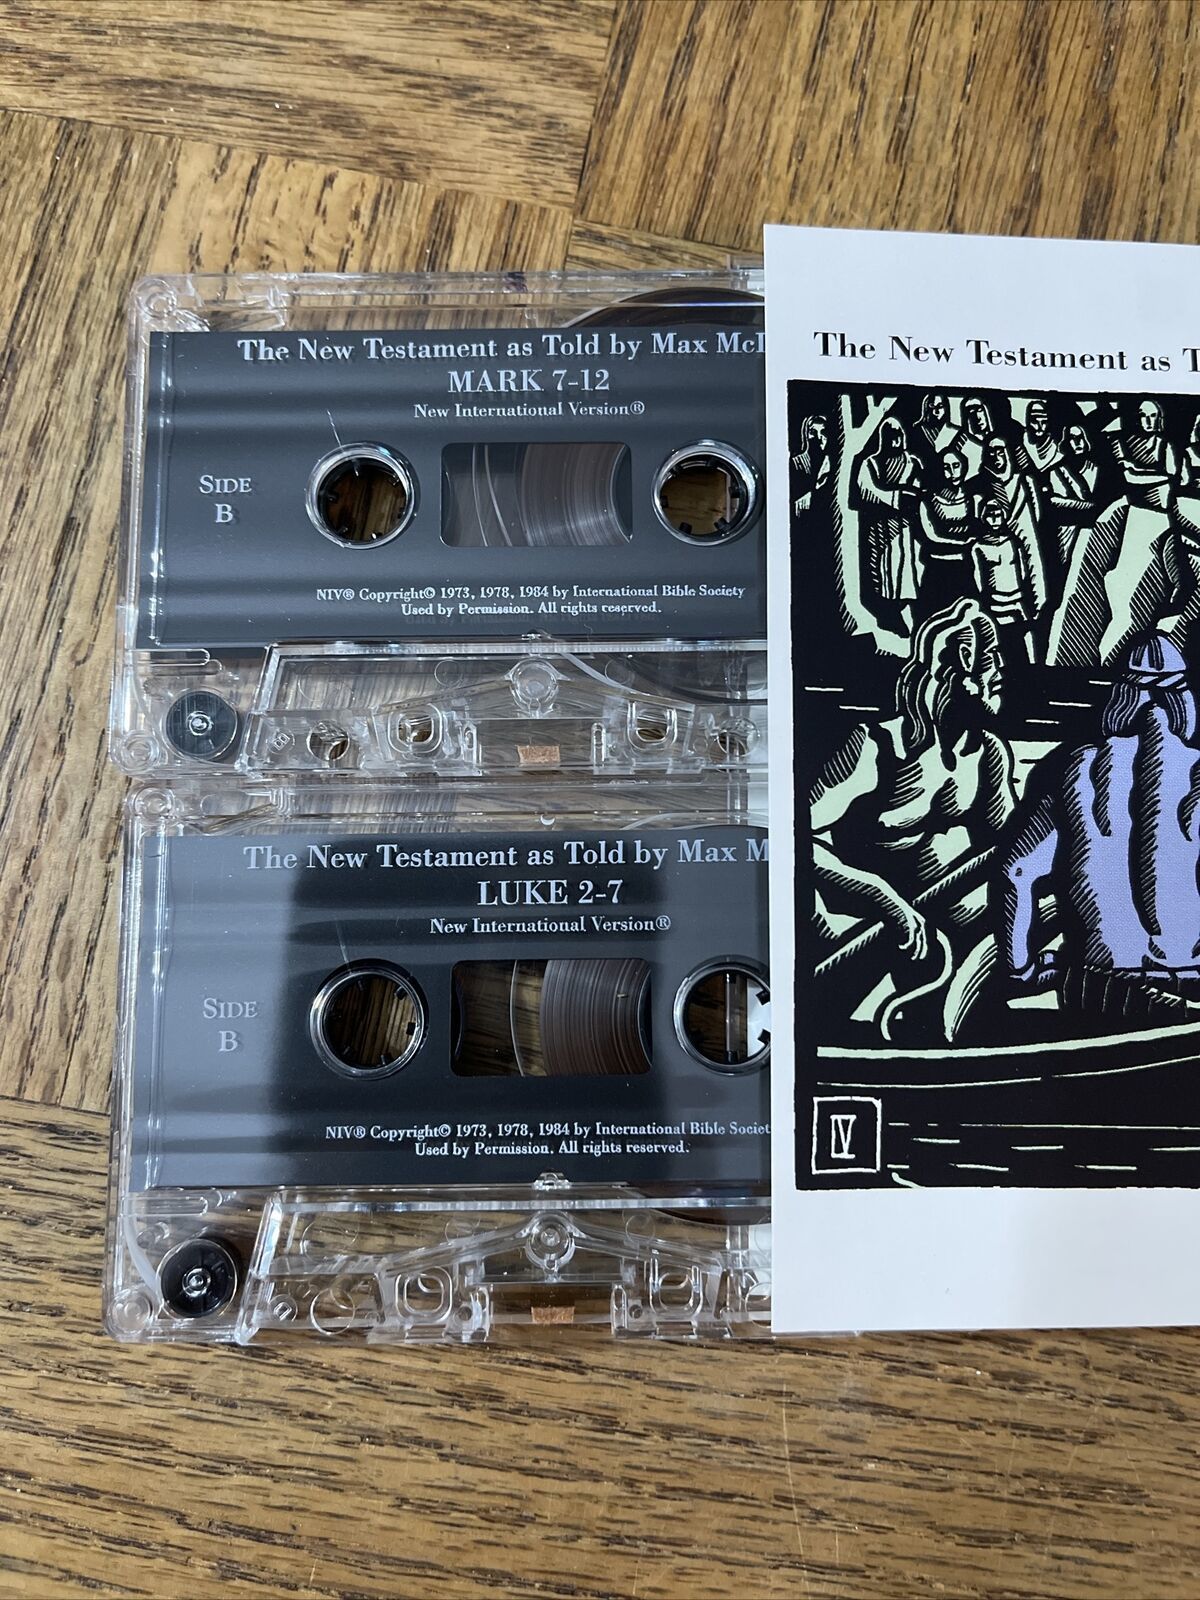 The New Testament as Told by Max McL
MARK 7-12
New International Version®
SIDE
B
NIV® Copyright© 1973, 1978, 1984 by International Bible Society
Used by Permission. All rights reserved.
The New Testament as Told by Max M
LUKE 2-7
New International Version®
SIDE
B
NIV® Copyright© 1973, 1978, 1984 by International Bible Societ
Used by Permission. All rights reserved.
The New Testament as T
IV